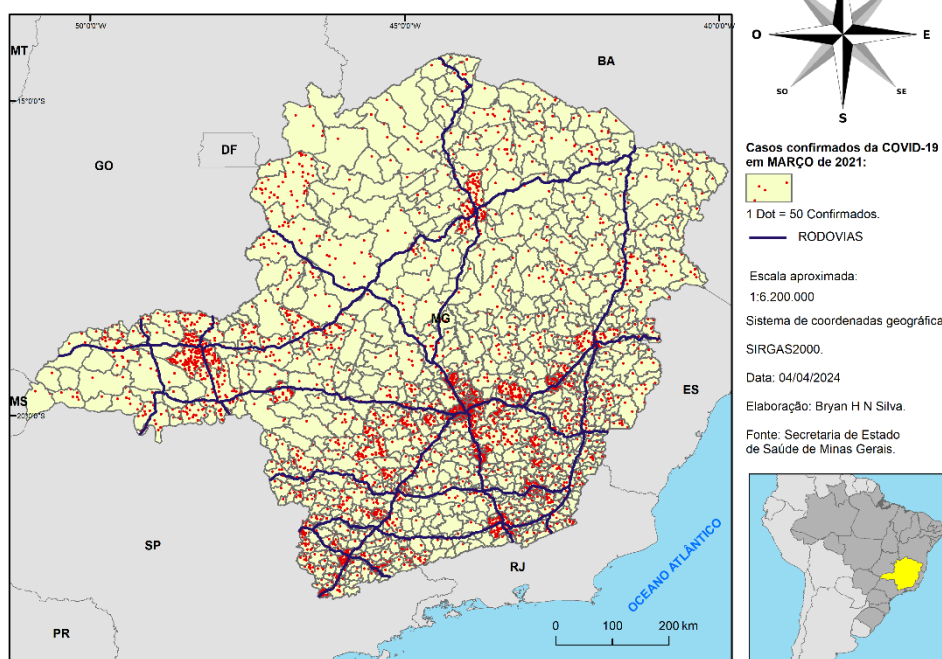 50°0'0"W
45°0'0"W
40°0'0"W
MT
BA
15°0'0"S
GO
DF
MG
MS
20°0'0"S
ES
SP
RJ
PR
OCEANO ATLÂNTICO
0 100 200 km
O
E
SO
SE
S
Casos confirmados da COVID-19
em MARÇO de 2021:
1 Dot = 50 Confirmados.
RODOVIAS
Escala aproximada:
1:6.200.000
Sistema de coordenadas geográfica
SIRGAS2000.
Data: 04/04/2024
Elaboração: Bryan H N Silva.
Fonte: Secretaria de Estado
de Saúde de Minas Gerais.